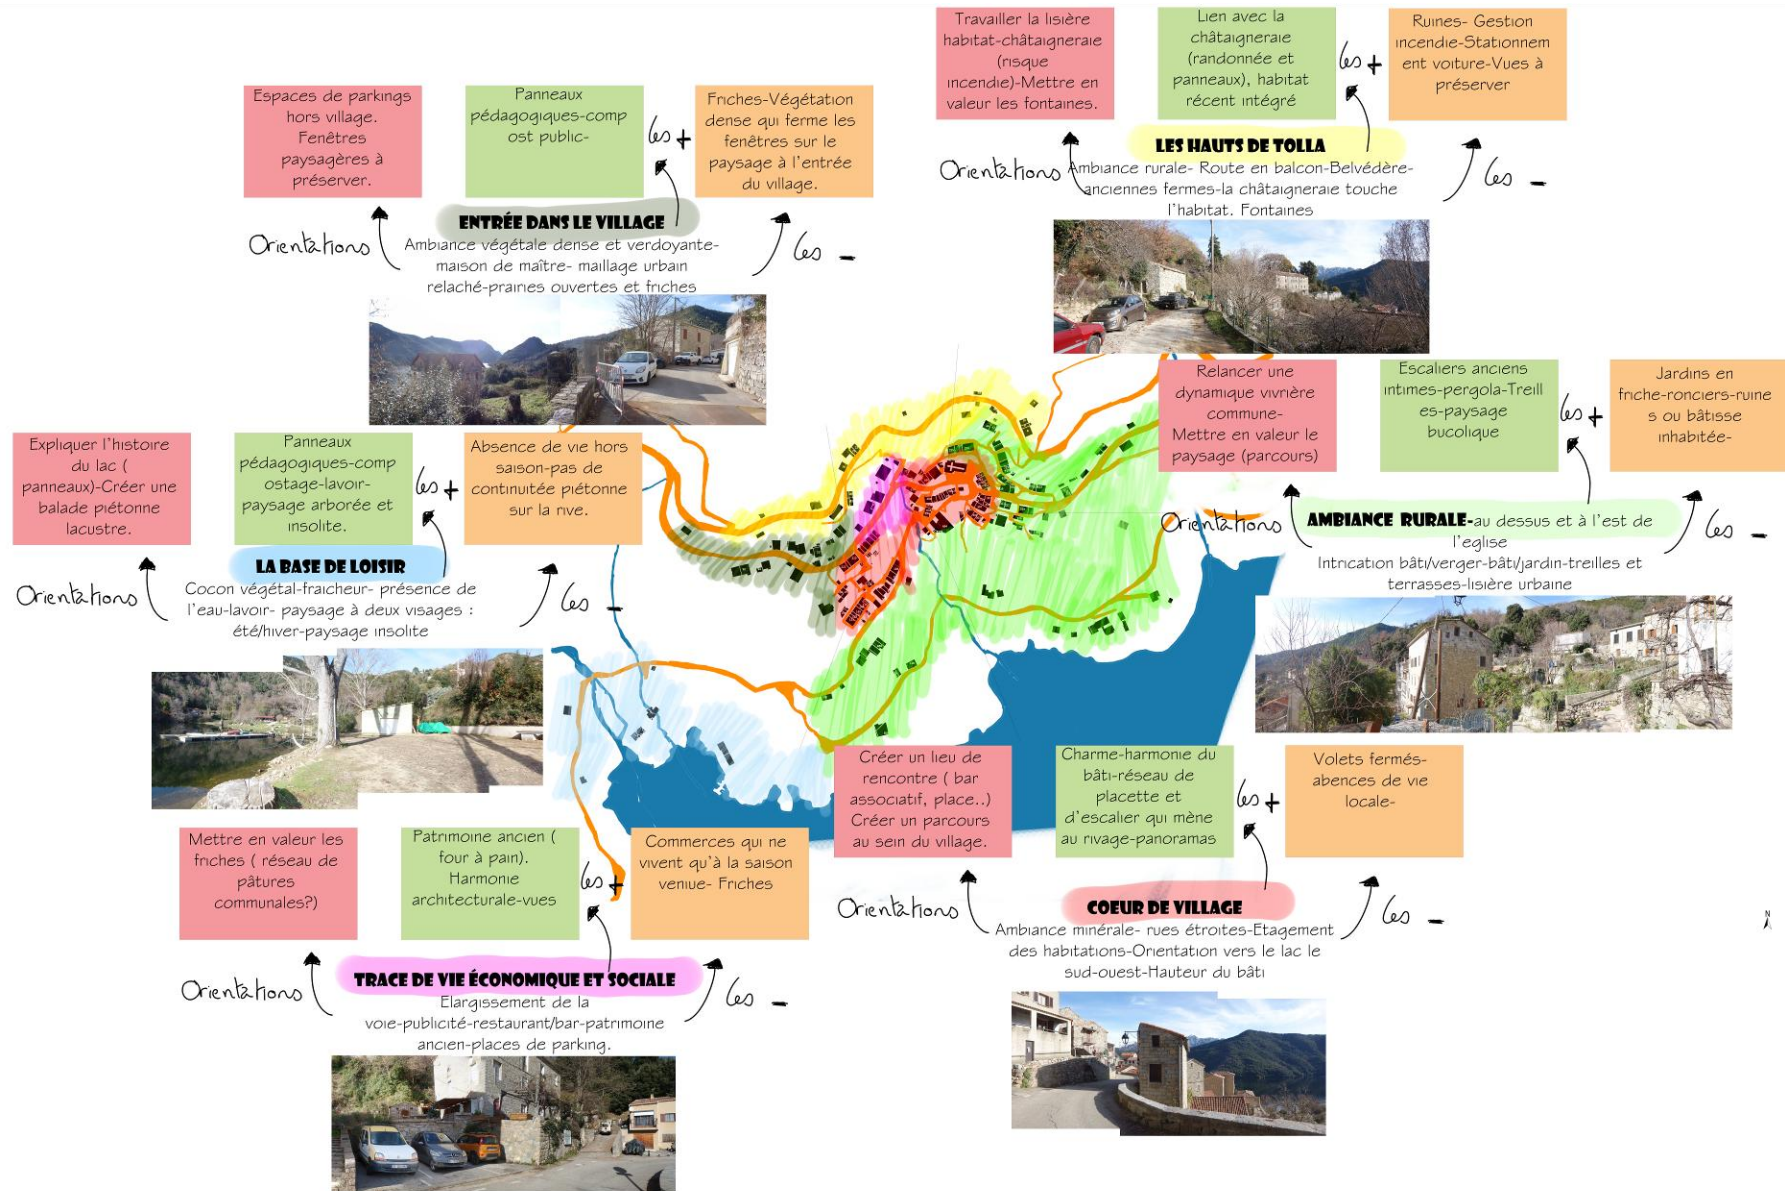 Espaces de parkings
hors village.
Fenêtres
paysagères à
préserver.
Panneaux
pédagogiques-comp
ost public-
les +
Friches-Végétation
dense qui ferme les
fenêtres sur le
paysage à l'entrée
du village.
Orientations
ENTRÉE DANS LE VILLAGE
Ambiance végétale dense et verdoyante-
maison de maître- maillage urbain
relaché-prairies ouvertes et friches
les -
Travailler la lisière
habitat-châtaigneraie
(risque
incendie)-Mettre en
valeur les fontaines.
Lien avec la
châtaigneraie
(randonnée et
panneaux), habitat
récent intégré
les +
Ruines- Gestion
incendie-Stationnem
ent voiture-Vues à
préserver
Orientations
LES HAUTS DE TOLLA
Ambiance rurale- Route en balcon-Belvédère-
anciennes fermes-la châtaigneraie touche
l'habitat. Fontaines
les -
Expliquer l'histoire
du lac (
panneaux)-Créer une
balade piétonne
lacustre.
Panneaux
pédagogiques-comp
ostage-lavoir-
paysage arborée et
insolite.
les +
Absence de vie hors
saison-pas de
continuitée piétonne
sur la rive.
Orientations
LA BASE DE LOISIR
Cocon végétal-fraicheur- présence de
l'eau-lavoir- paysage à deux visages :
été/hiver-paysage insolite
les -
Relancer une
dynamique vivrière
commune-
Mettre en valeur le
paysage (parcours)
Escaliers anciens
intimes-pergola-Treill
es-paysage
bucolique
les +
Jardins en
friche-ronciers-ruine
s ou bâtisse
inhabitée-
Orientations
AMBIANCE RURALE-au dessus et à l'est de
l'eglise
Intrication bâti/verger-bâti/jardin-treilles et
terrasses-lisière urbaine
les -
Mettre en valeur les
friches ( réseau de
pâtures
communales?)
Patrimoine ancien (
four à pain).
Harmonie
architecturale-vues
les +
Commerces qui ne
vivent qu'à la saison
venue- Friches
Orientations
TRACE DE VIE ÉCONOMIQUE ET SOCIALE
Elargissement de la
voie-publicité-restaurant/bar-patrimoine
ancien-places de parking.
les -
Créer un lieu de
rencontre ( bar
associatif, place..)
Créer un parcours
au sein du village.
Charme-harmonie du
bâti-réseau de
placette et
d'escalier qui mène
au rivage-panoramas
les +
Volets fermés-
abences de vie
locale-
Orientations
COEUR DE VILLAGE
Ambiance minérale- rues étroites-Etagement
des habitations-Orientation vers le lac le
sud-ouest-Hauteur du bâti
les -
N